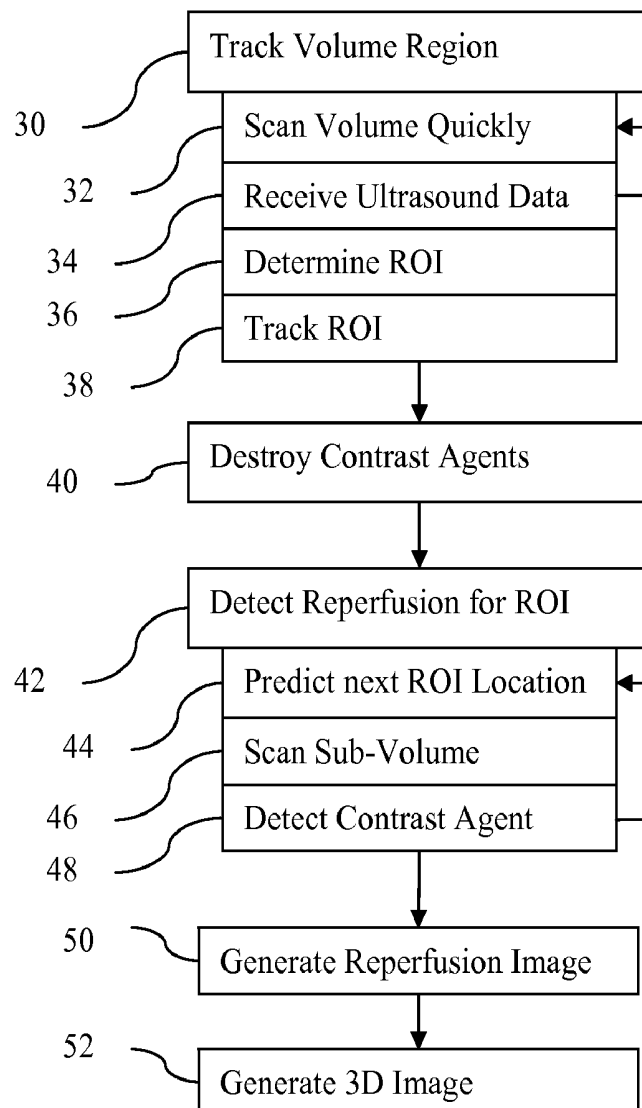 Track Volume Region
30
Scan Volume Quickly
32
Receive Ultrasound Data
34
Determine ROI
36
Track ROI
38
Destroy Contrast Agents
40
Detect Reperfusion for ROI
42
Predict next ROI Location
44
Scan Sub-Volume
46
Detect Contrast Agent
48
50
Generate Reperfusion Image
52
Generate 3D Image